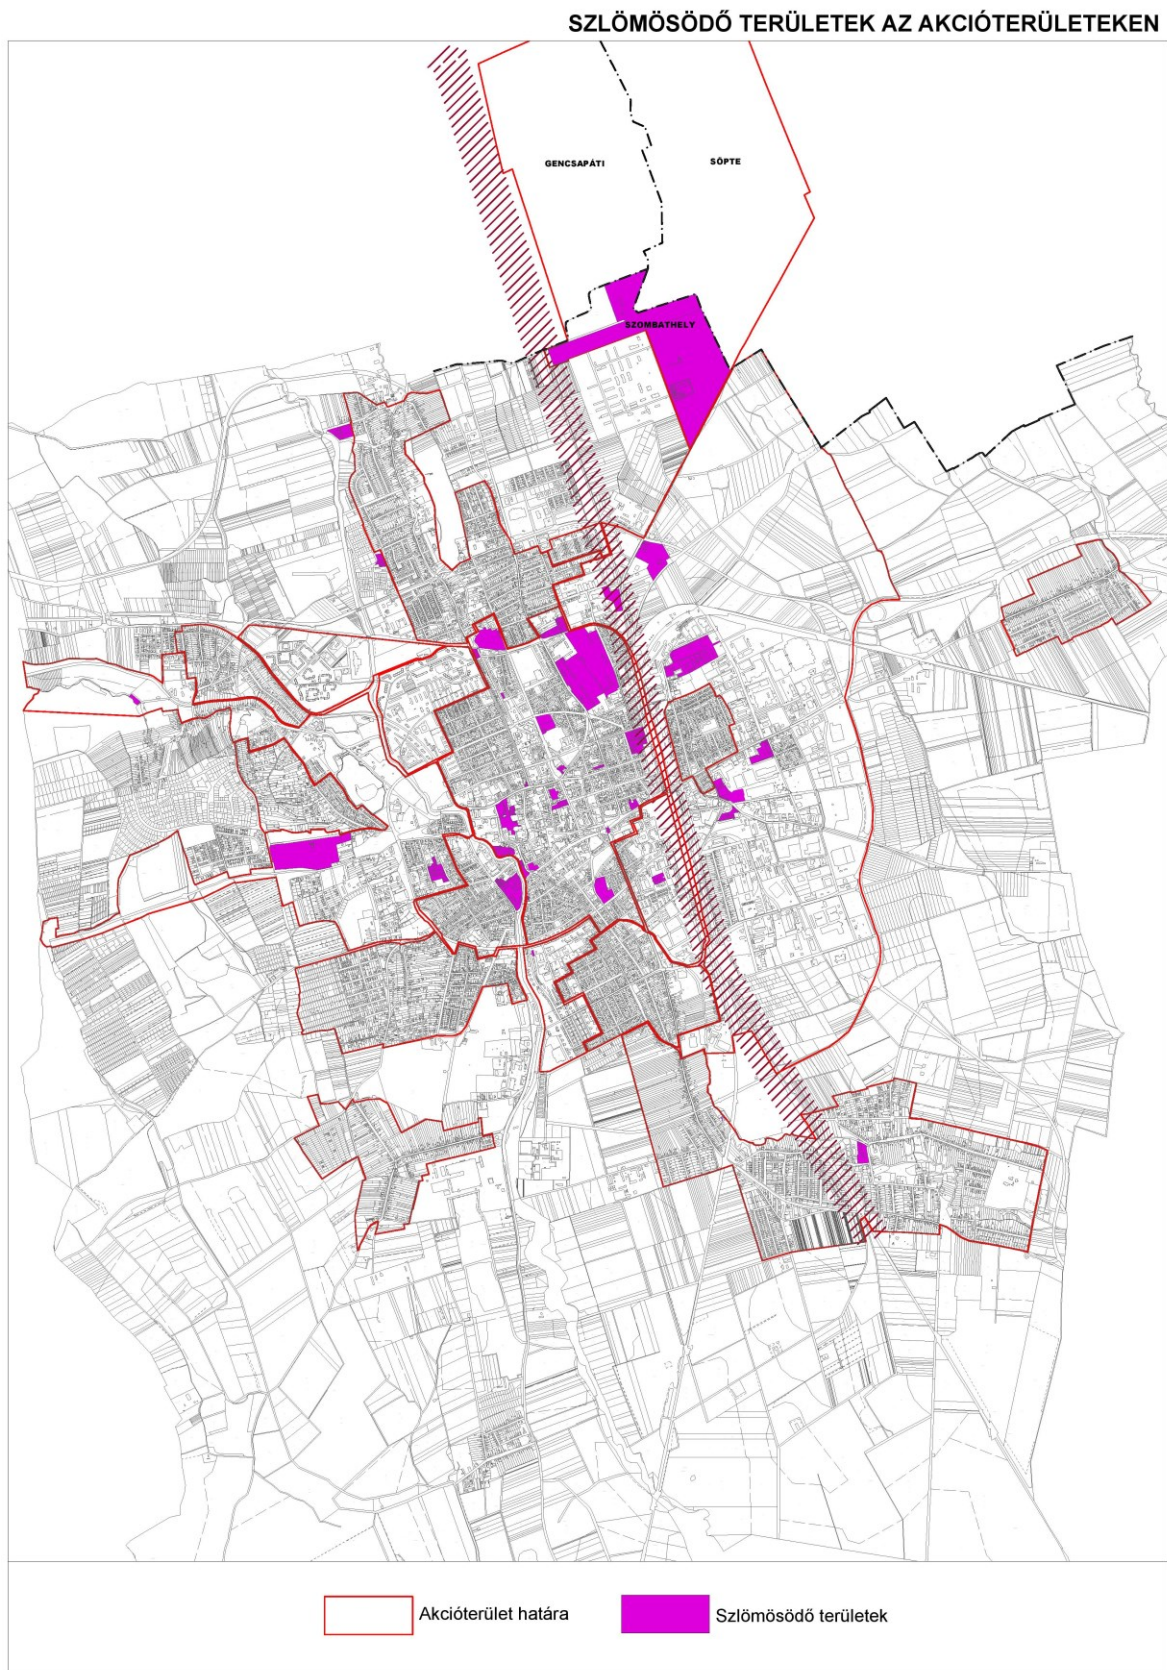 SZLÖMÖSÖDŐ TERÜLETEK AZ AKCIÓTERÜLETEKEN
GENCSAPÁTI
SÖPTE
SZOMBATHELY
Akcióterület határa
Szlömösödő területek